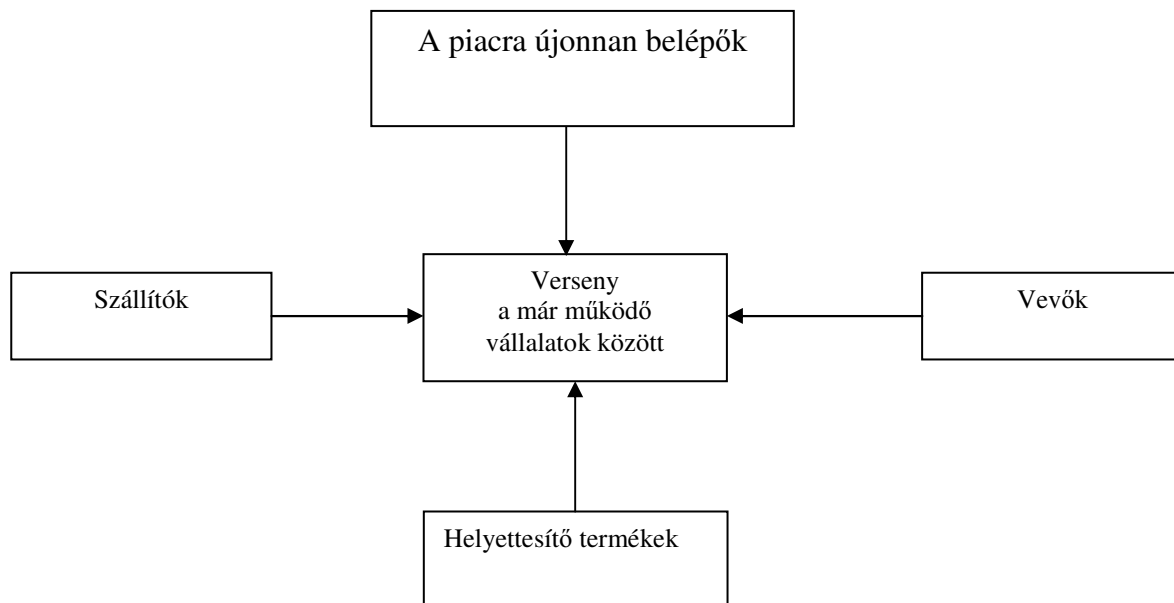 A piacra újonnan belépők
Szállítók
Verseny
a már működő
vállalatok között
Vevők
Helyettesítő termékek